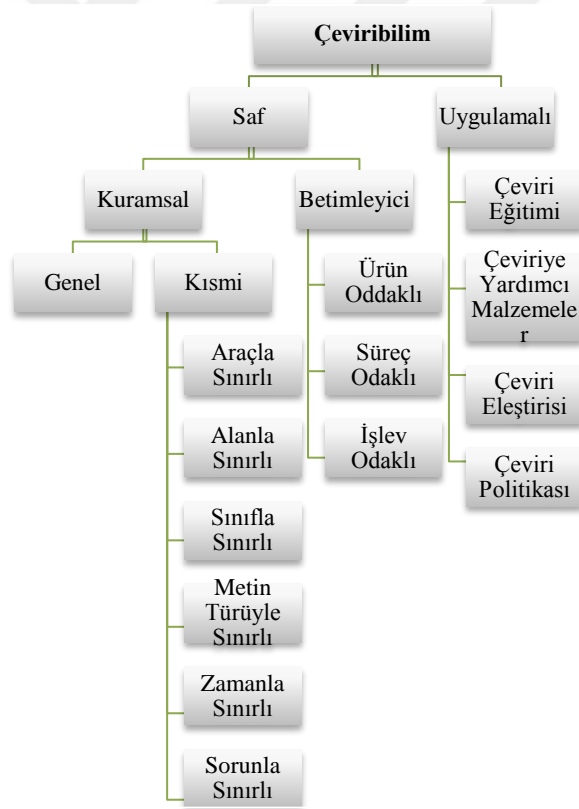 Çeviribilim
Saf
Uygulamalı
Kuramsal
Betimleyici
Genel
Kısmi
Araçla
Sınırlı
Alanla
Sınırlı
Sınıfla
Sınırlı
Metin
Türüyle
Sınırlı
Zamanla
Sınırlı
Sorunla
Sınırlı
Ürün
Oddaklı
Süreç
Odaklı
İşlev
Odaklı
Çeviri
Eğitimi
Çeviriye
Yardımcı
Malzemele
r
Çeviri
Eleştirisi
Çeviri
Politikası